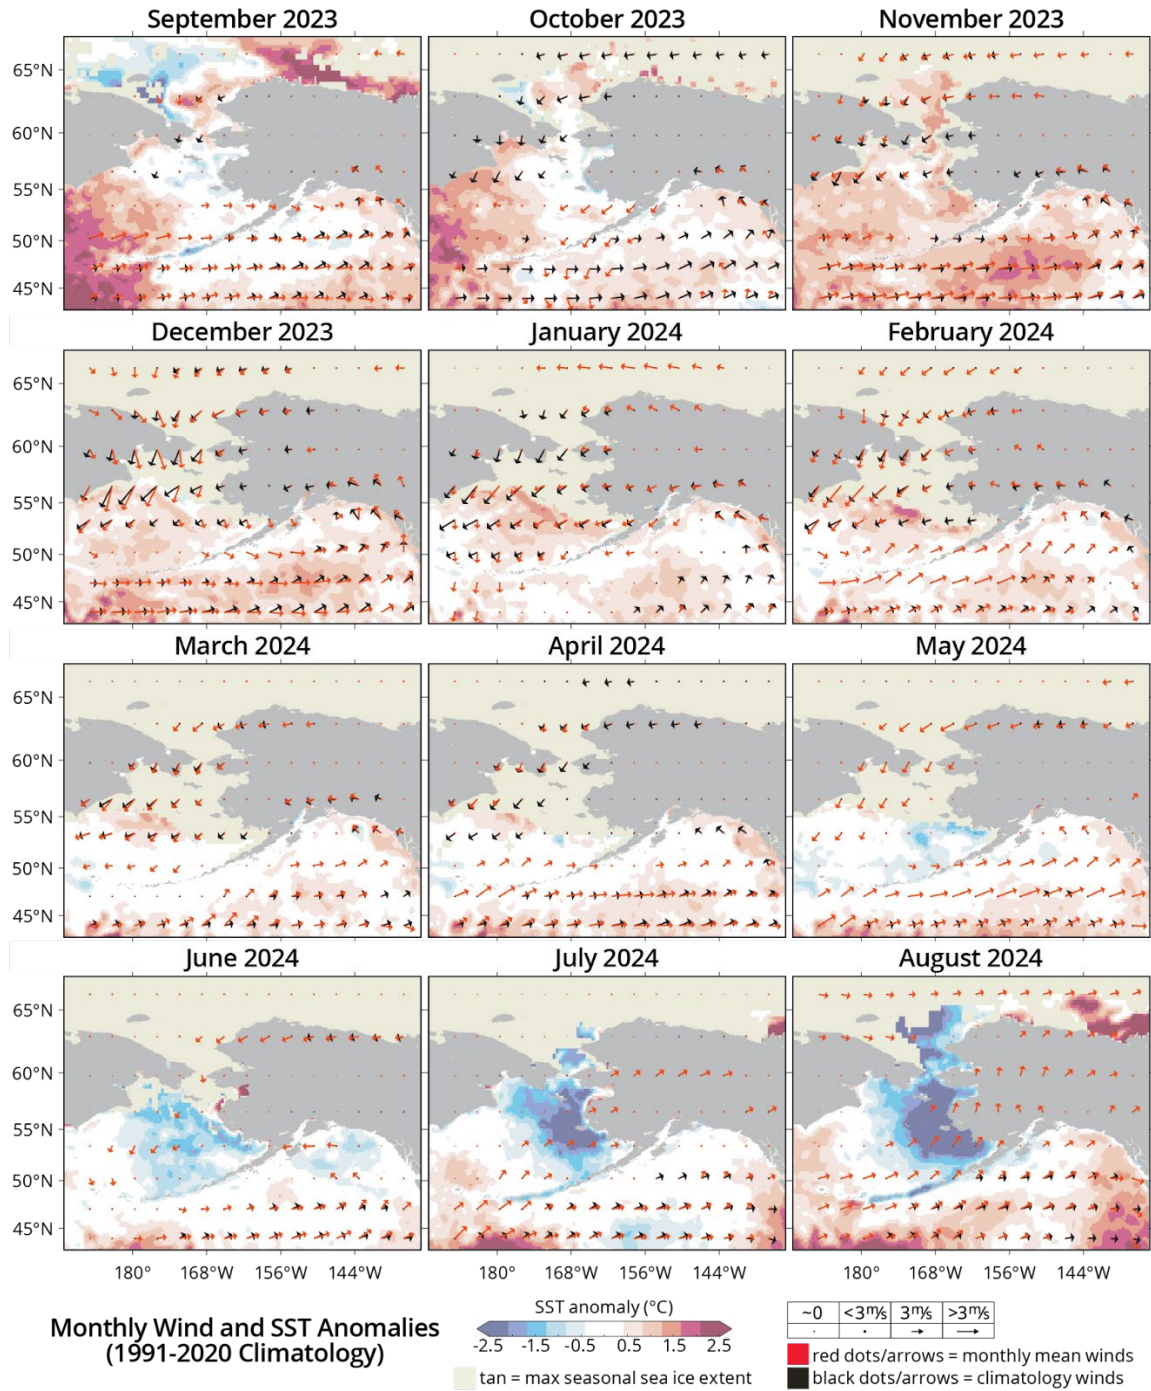 September 2023
October 2023
November 2023
65°N
60°N
55°N
50°N
45°N
December 2023
January 2024
February 2024
65°N
60°N
55°N
50°N
45°N
March 2024
April 2024
May 2024
65°N
60°N
55°N
50°N
45°N
June 2024
July 2024
August 2024
65°N
60°N
55°N
50°N
45°N
180° 168°W 156°W 144°W
180° 168°W 156°W 144°W
180° 168°W 156°W 144°W
Monthly Wind and SST Anomalies
(1991-2020 Climatology)
SST anomaly (°C)
-2.5 -1.5 -0.5 0.5 1.5 2.5
tan = max seasonal sea ice extent
~0 <3m/s 3m/s >3m/s
red dots/arrows = monthly mean winds
black dots/arrows = climatology winds